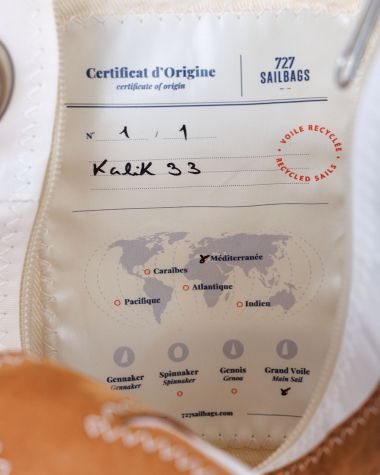 Certificat d'Origine
certificate of origin
727
SAILBAGS
N° 1 / 1
Kalik 33
VOILE RECYCLÉE
RECYCLED SAILS
Méditerranée
Caraïbes
Atlantique
Pacifique
Indien
Gennaker
Gennaker
Spinnaker
Spinnaker
Genois
Genoa
Grand Voile
Main Sail
727sailbags.com